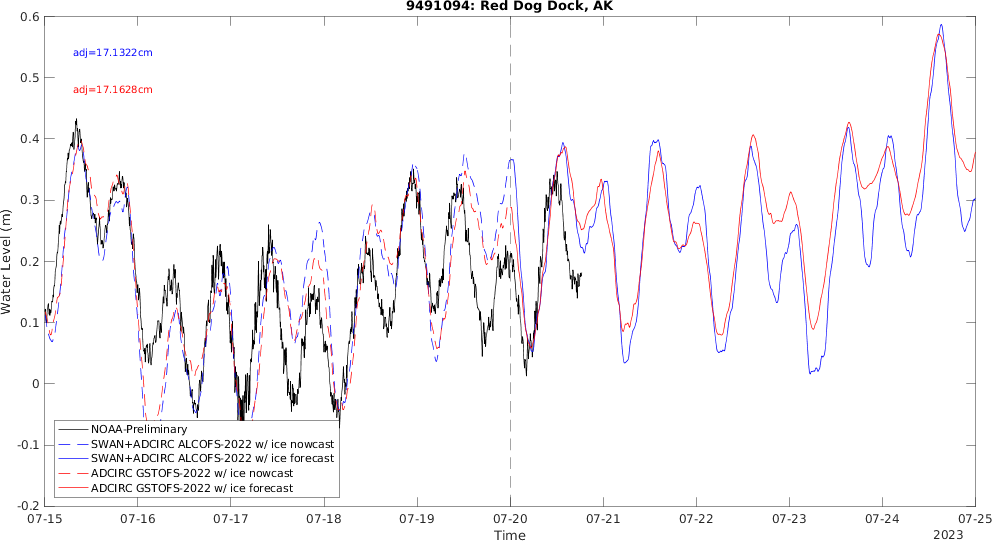 9491094: Red Dog Dock, AK
adj=17.1322cm
adj=17.1628cm
Water Level (m)
0.6
0.5
0.4
0.3
0.2
0.1
0
-0.1
-0.2
NOAA-Preliminary
SWAN+ADCIRC ALCOFS-2022 w/ ice nowcast
SWAN+ADCIRC ALCOFS-2022 w/ ice forecast
ADCIRC GSTOFS-2022 w/ ice nowcast
ADCIRC GSTOFS-2022 w/ ice forecast
07-15 07-16 07-17 07-18 07-19 07-20 07-21 07-22 07-23 07-24 07-25
Time
2023